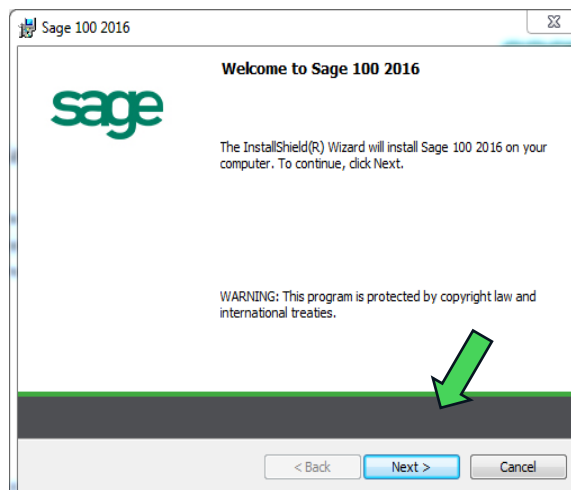 Sage 100 2016
Welcome to Sage 100 2016
sage
The InstallShield(R) Wizard will install Sage 100 2016 on your
computer. To continue, click Next.
WARNING: This program is protected by copyright law and
international treaties.
< Back
Next >
Cancel